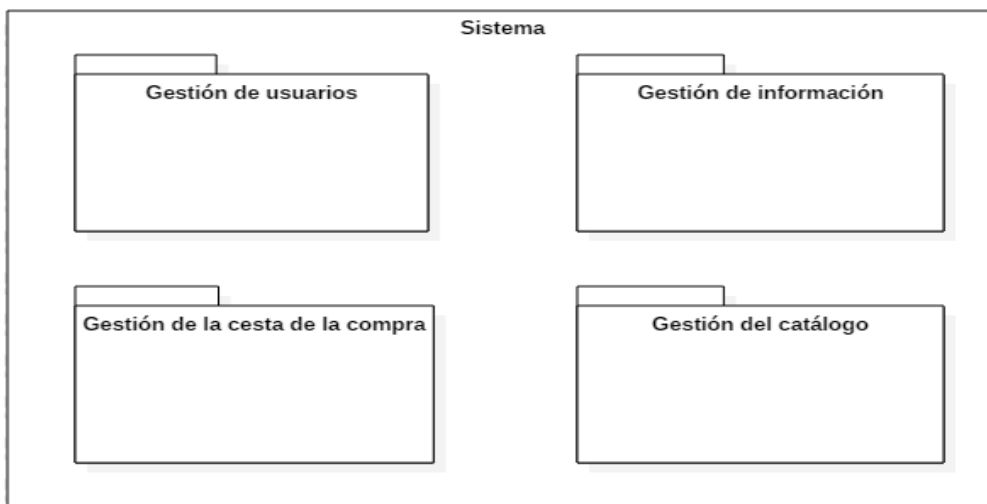 Sistema
Gestión de usuarios
Gestión de información
Gestión de la cesta de la compra
Gestión del catálogo